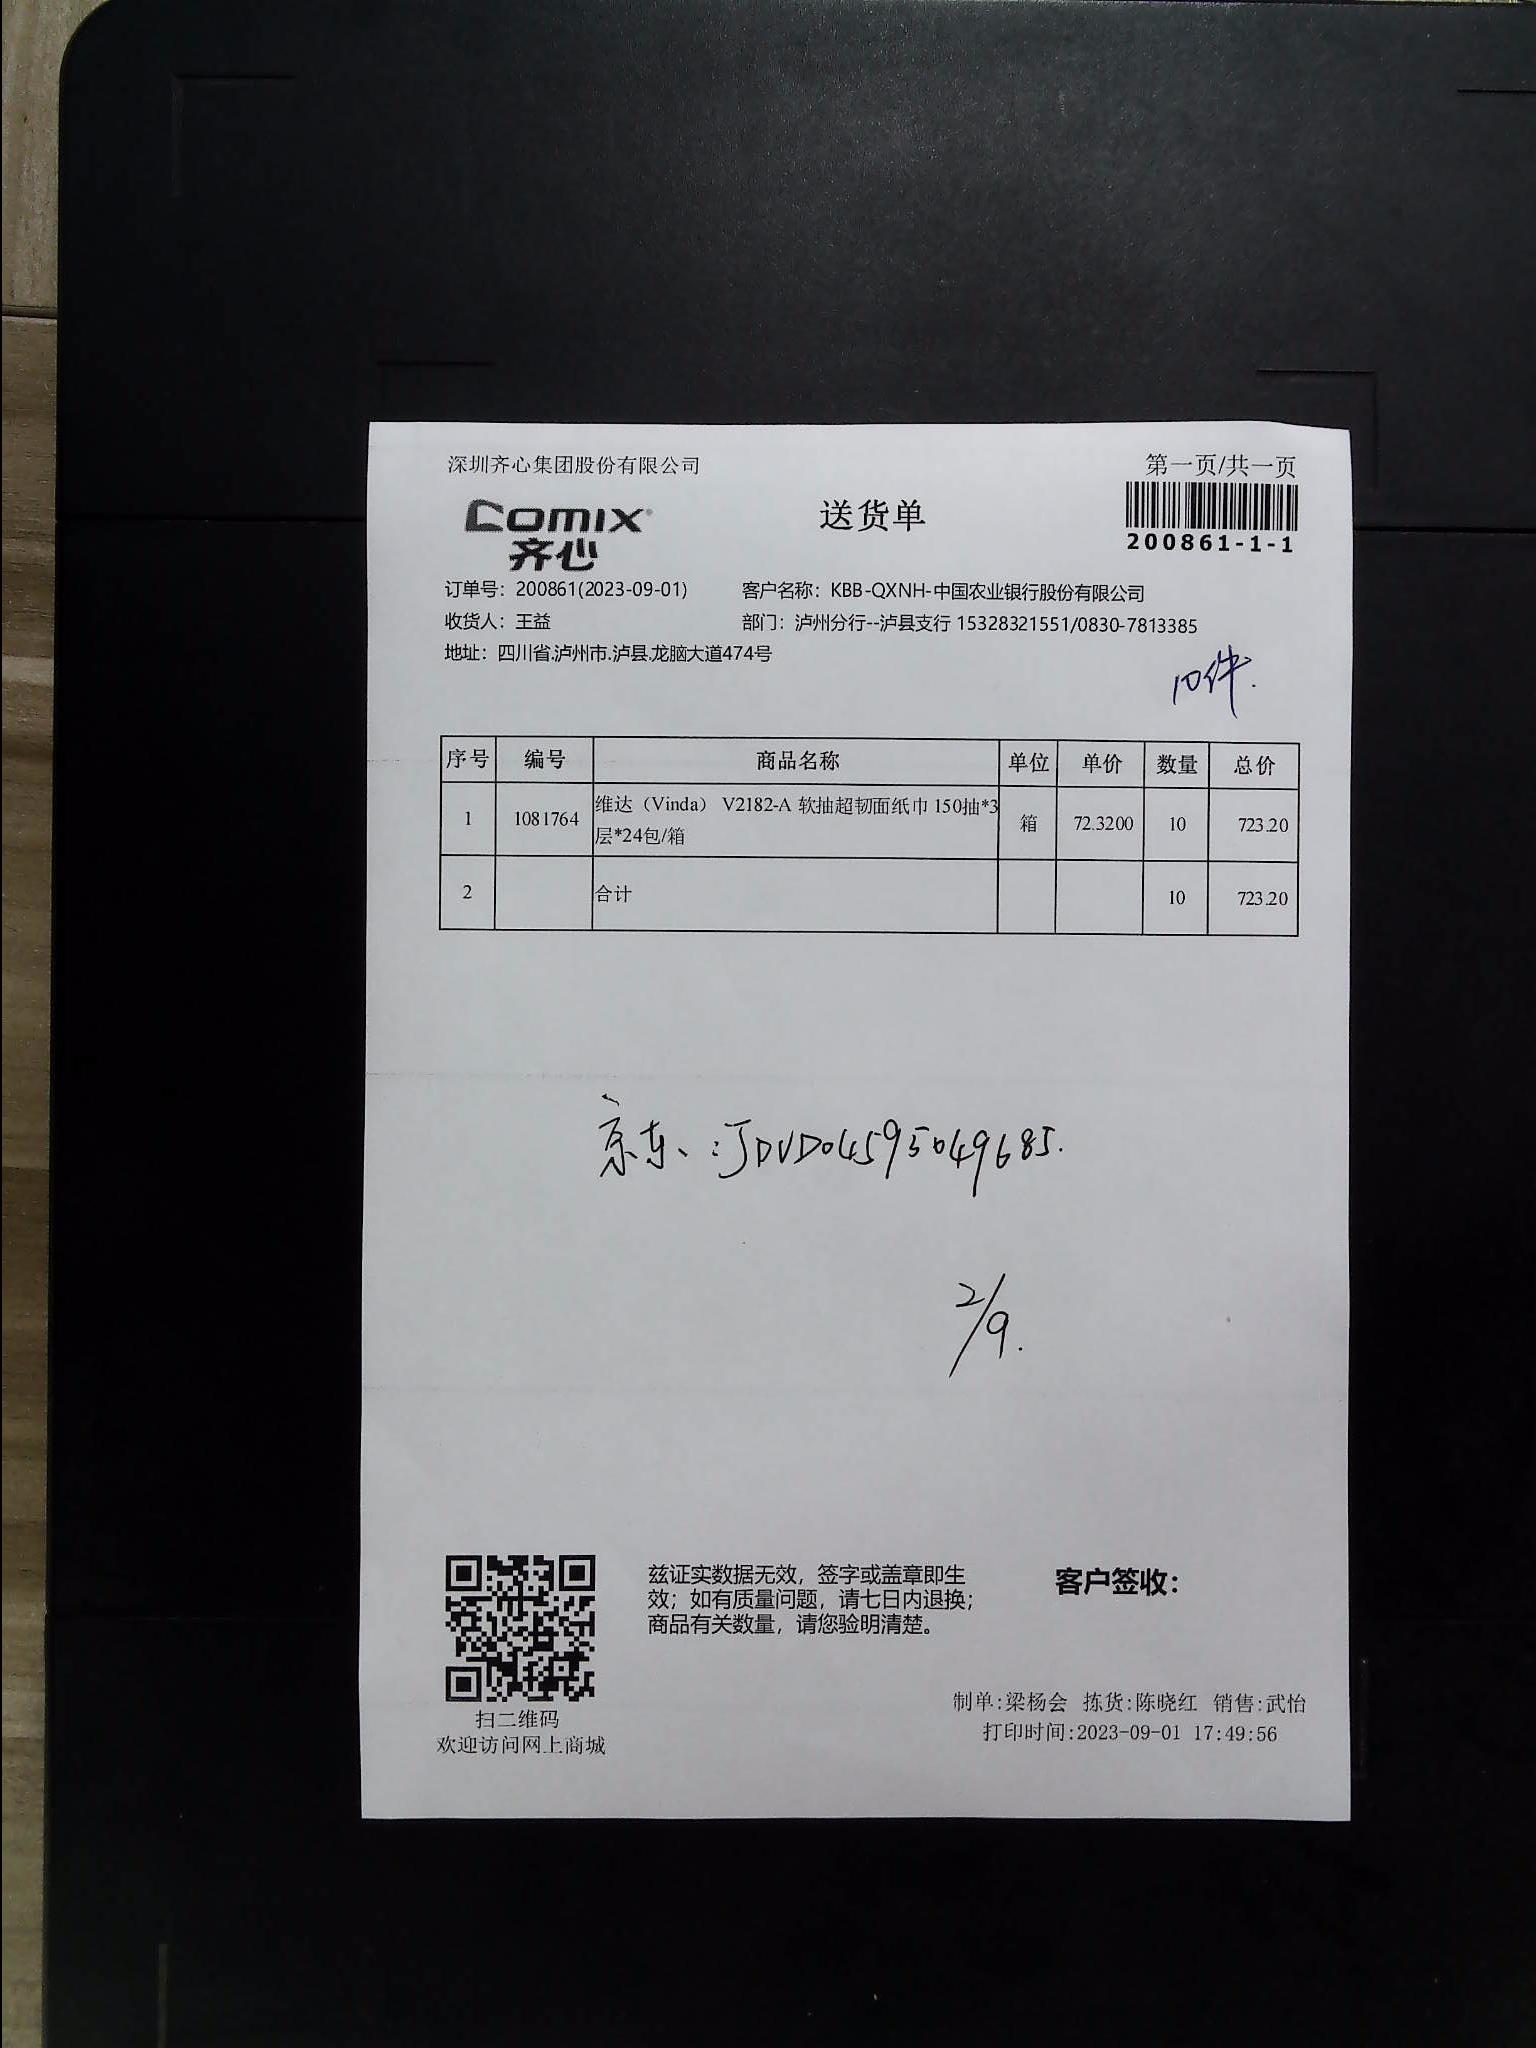 深圳齐心集团股份有限公司
第一页/共一页
Comix
齐心
送货单
200861-1-1
订单号：200861(2023-09-01)
客户名称：KBB-QXNH-中国农业银行股份有限公司
收货人：王益
部门：泸州分行--泸县支行 15328321551/0830-7813385
地址：四川省.泸州市.泸县.龙脑大道474号
10件.
序号 编号 商品名称 单位 单价 数量 总价
1 1081764 维达（Vinda） V2182-A 软抽超韧面纸巾 150抽*3
层*24包/箱 箱 72.3200 10 723.20
2 合计 10 723.20
京东、:JDVD04595049685.
2/9.
兹证实数据无效，签字或盖章即生
效；如有质量问题，请七日内退换；
商品有关数量，请您验明清楚。
客户签收：
扫二维码
欢迎访问网上商城
制单:梁杨会 拣货:陈晓红 销售:武怡
打印时间:2023-09-01 17:49:56